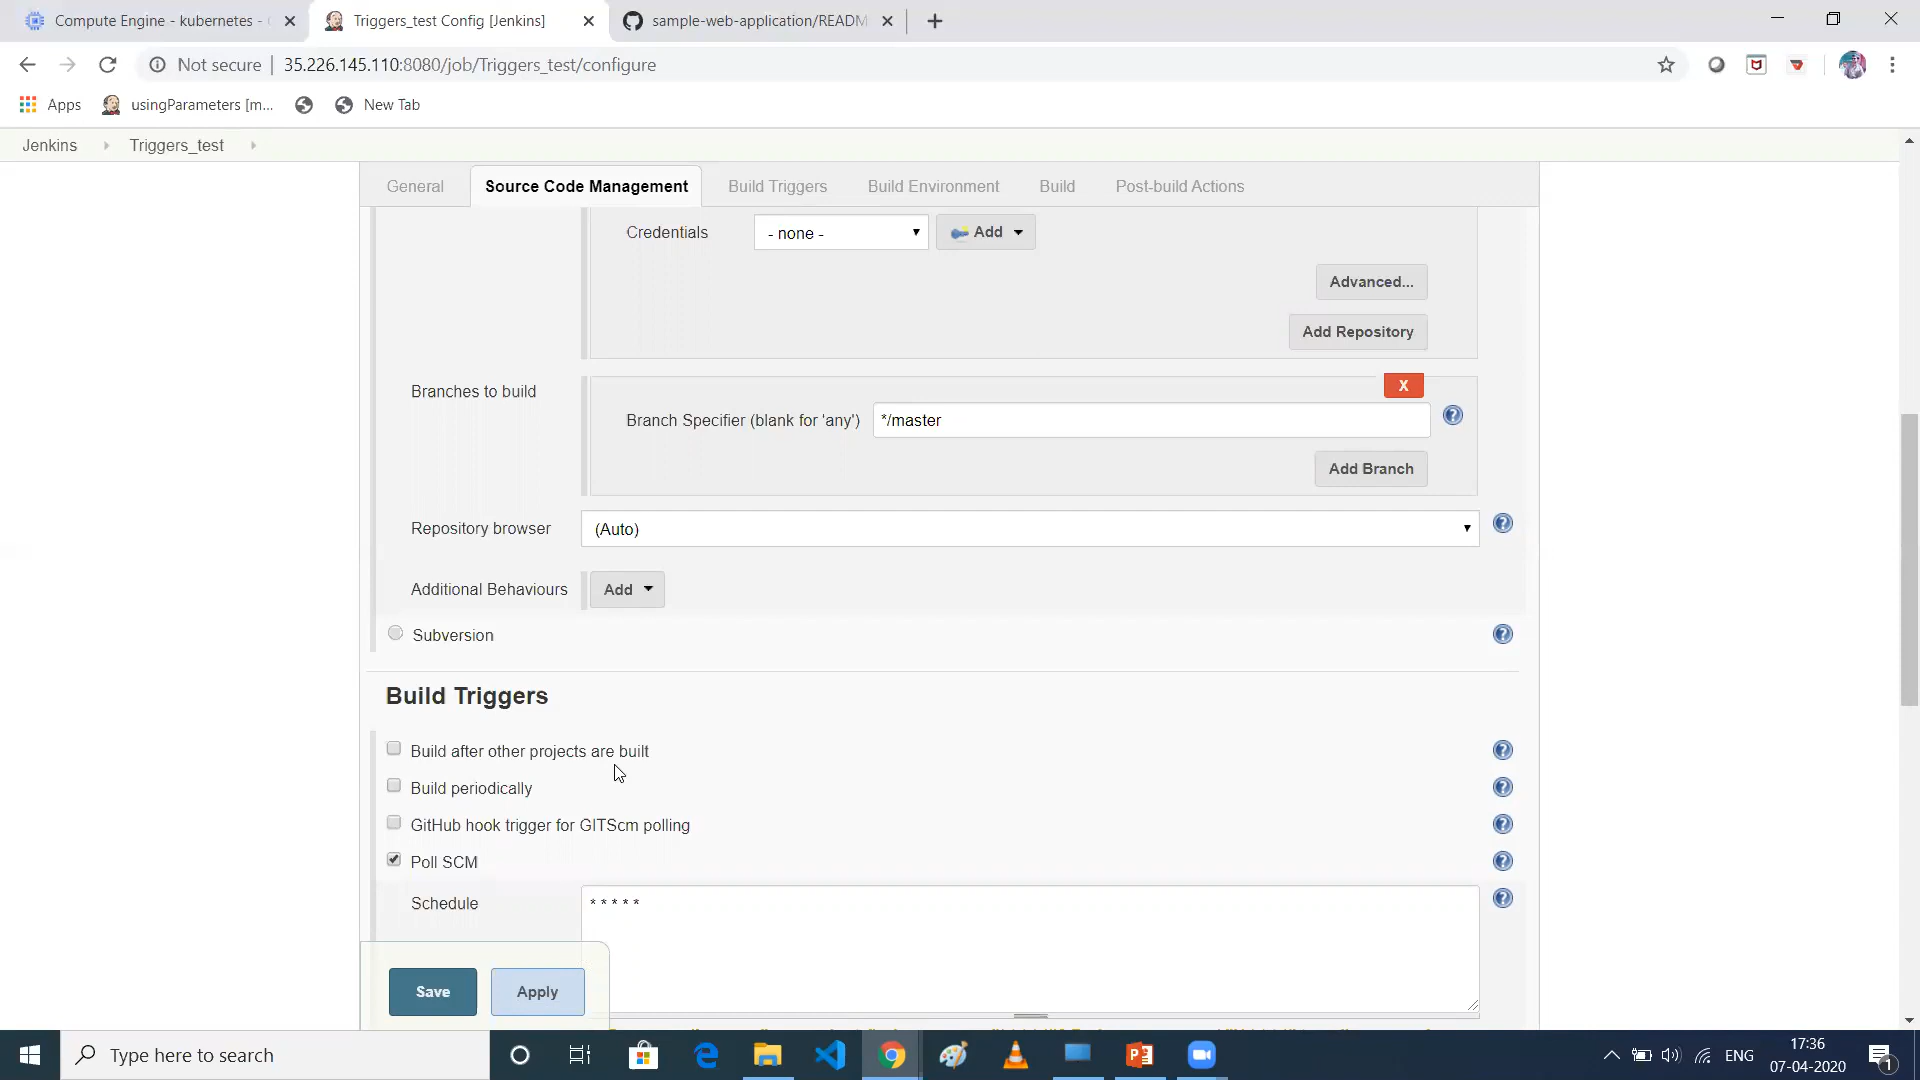 Compute Engine - kubernetes -
Triggers_test Config [Jenkins]
sample-web-application/READM
Not secure
35.226.145.110:8080/job/Triggers_test/configure
Apps
usingParameters [m...
New Tab
Jenkins
Triggers_test
General
Source Code Management
Build Triggers
Build Environment
Build
Post-build Actions
Credentials
- none -
Add
Advanced...
Add Repository
Branches to build
X
Branch Specifier (blank for 'any')
*/master
Add Branch
Repository browser
(Auto)
Additional Behaviours
Add
Subversion
Build Triggers
Build after other projects are built
Build periodically
GitHub hook trigger for GITScm polling
Poll SCM
Schedule
* * * * *
Save
Apply
Type here to search
ENG
17:36
07-04-2020
1